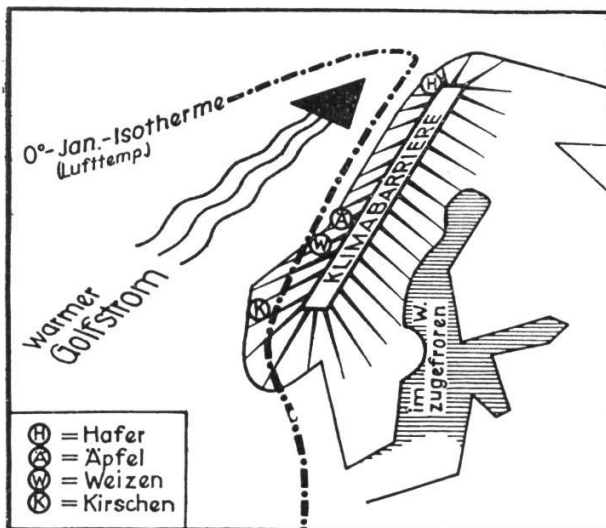 0°-Jan.-Isotherme
(Lufttemp.)
H
KLIMABARRIERE
Ä
W
K
warmer
Golfstrom
im W.
zugefroren
H = Hafer
Ä = Äpfel
W = Weizen
K = Kirschen